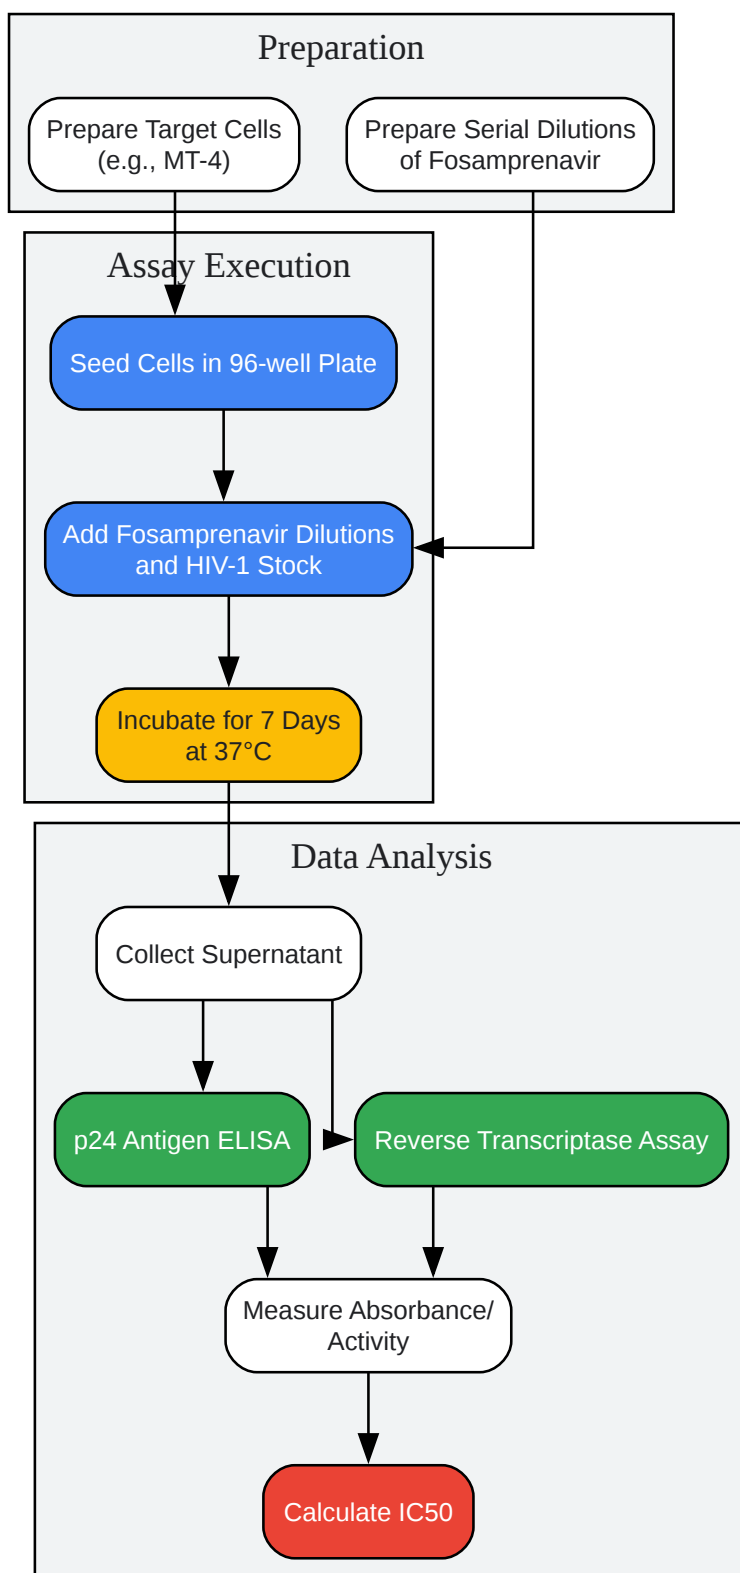 Preparation
Prepare Target Cells
(e.g., MT-4)
Prepare Serial Dilutions
of Fosamprenavir
Assay Execution
Seed Cells in 96-well Plate
Add Fosamprenavir Dilutions
and HIV-1 Stock
Incubate for 7 Days
at 37°C
Data Analysis
Collect Supernatant
p24 Antigen ELISA
Reverse Transcriptase Assay
Measure Absorbance/
Activity
Calculate IC50